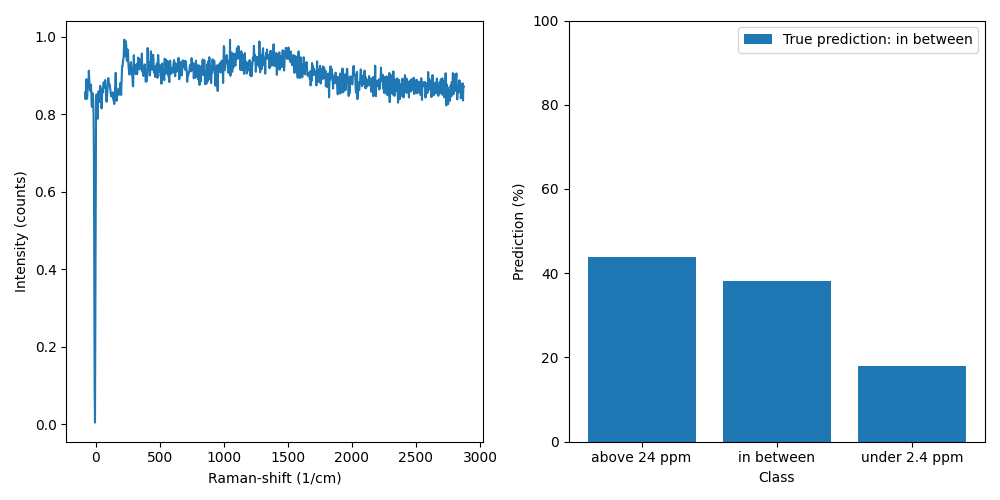 1.0
0.8
0.6
0.4
0.2
0.0
Intensity (counts)
0
500
1000
1500
2000
2500
3000
Raman-shift (1/cm)
100
80
60
40
20
0
Prediction (%)
True prediction: in between
above 24 ppm
in between
under 2.4 ppm
Class